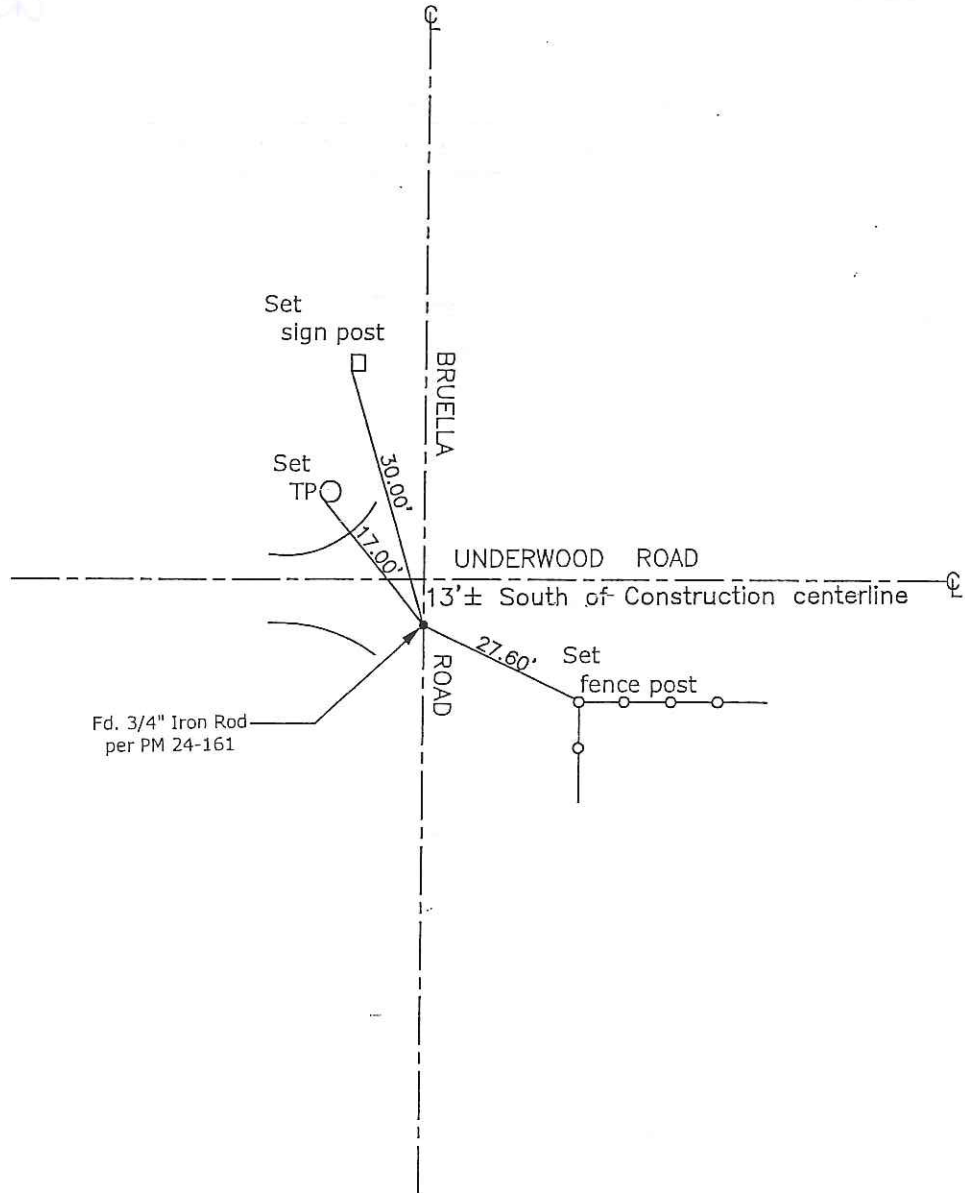 ℄
Set
sign post
BRUELLA
30.00'
Set
TP
17.00'
UNDERWOOD ROAD
℄
13'± South of Construction centerline
27.60'
Set
fence post
ROAD
Fd. 3/4" Iron Rod
per PM 24-161